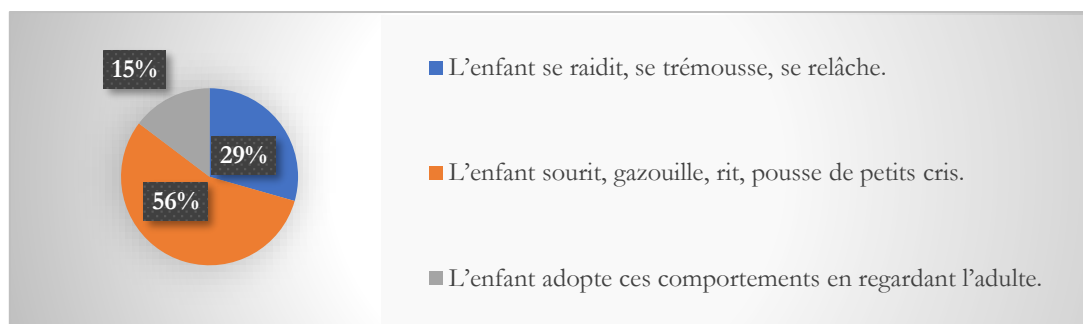 15%
29%
56%
L’enfant se raidit, se trémousse, se relâche.
L’enfant sourit, gazouille, rit, pousse de petits cris.
L’enfant adopte ces comportements en regardant l’adulte.